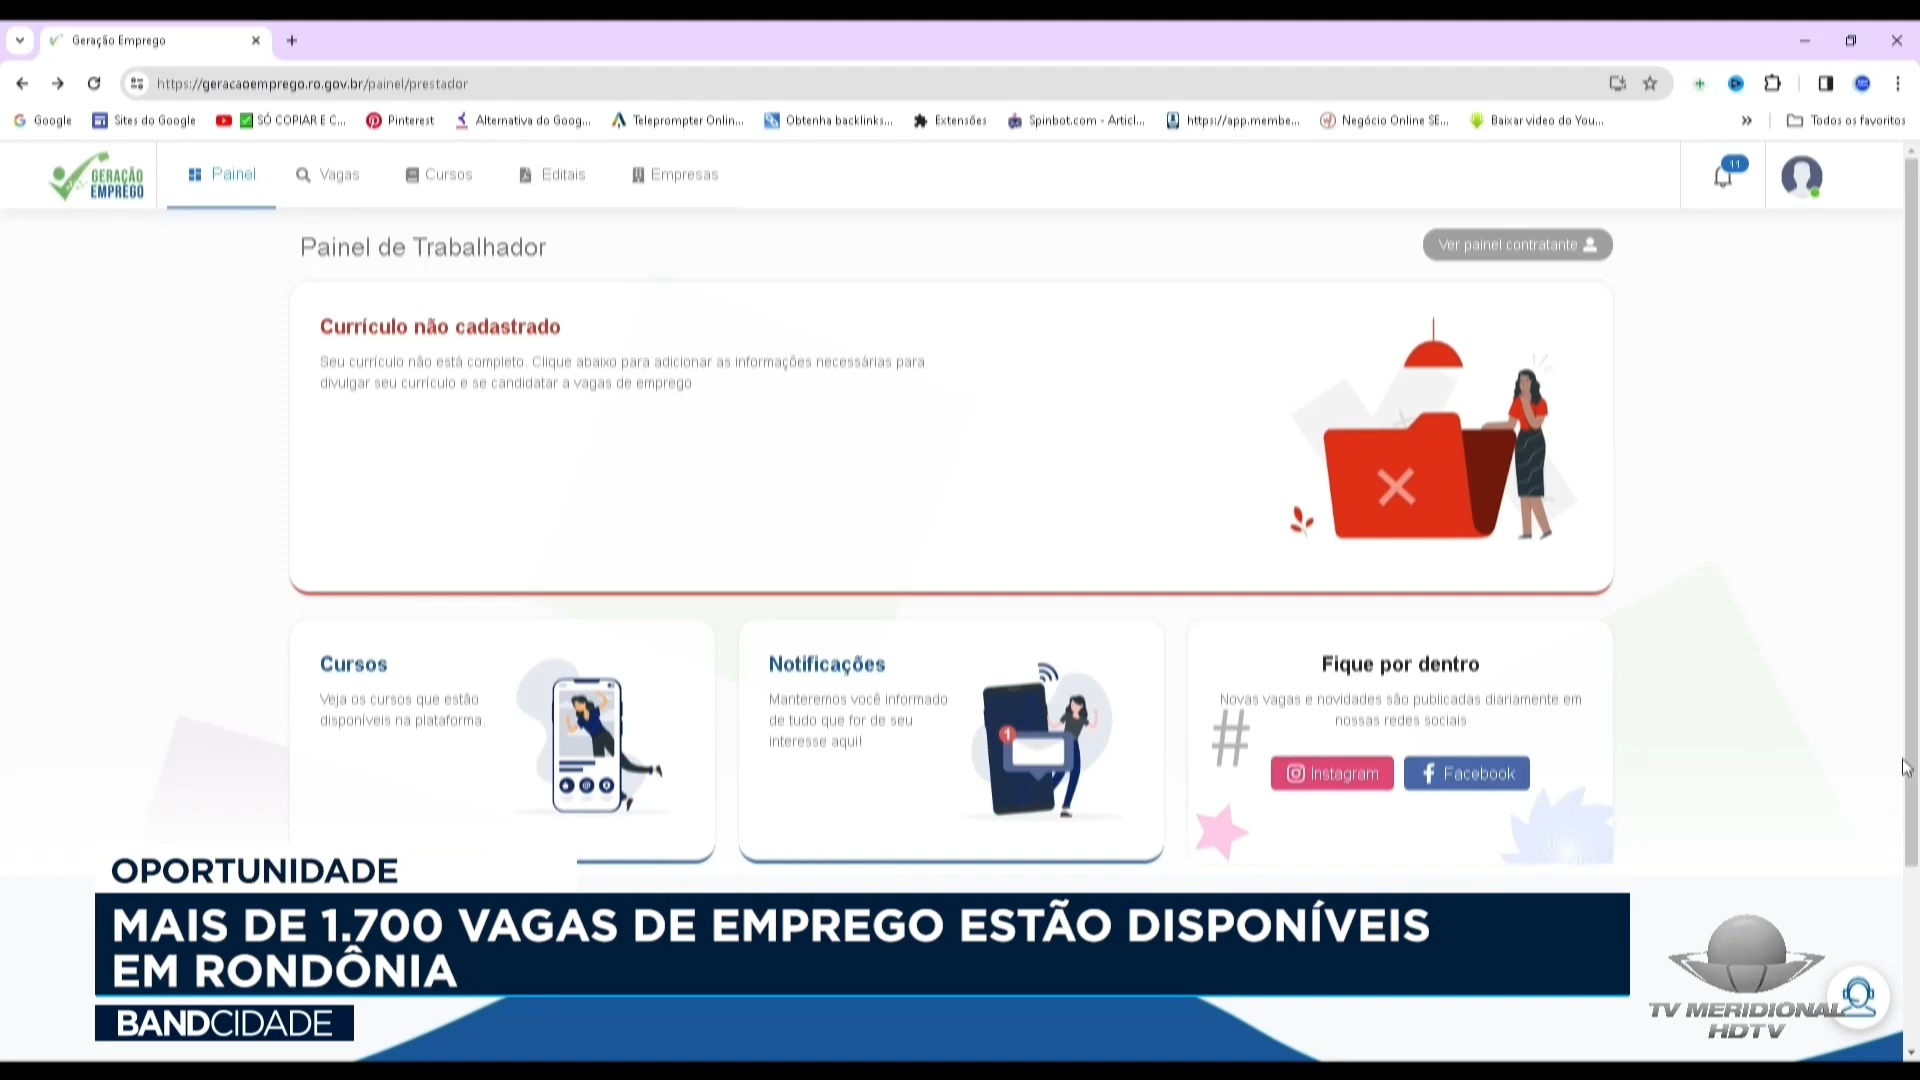 Geração Emprego
https://geracaoemprego.ro.gov.br/painel/prestador
Google
Sites do Google
SÓ COPIAR E C...
Pinterest
Alternativa do Goog...
Teleprompter Onlin...
Obtenha backlinks...
Extensões
Spinbot.com - Articl...
https://app.membe...
Negócio Online SE...
Baixar video do You...
»
Todos os favoritos
GERAÇÃO
EMPREGO
Painel
Vagas
Cursos
Editais
Empresas
11
Painel de Trabalhador
Ver painel contratante
Currículo não cadastrado
Seu currículo não está completo. Clique abaixo para adicionar as informações necessárias para
divulgar seu currículo e se candidatar a vagas de emprego
Cursos
Veja os cursos que estão
disponíveis na plataforma.
Notificações
Manteremos você informado
de tudo que for de seu
interesse aqui!
1
Fique por dentro
Novas vagas e novidades são publicadas diariamente em
nossas redes sociais
#
Instagram
Facebook
OPORTUNIDADE
MAIS DE 1.700 VAGAS DE EMPREGO ESTÃO DISPONÍVEIS
EM RONDÔNIA
BANDCIDADE
TV MERIDIONAL
HDTV